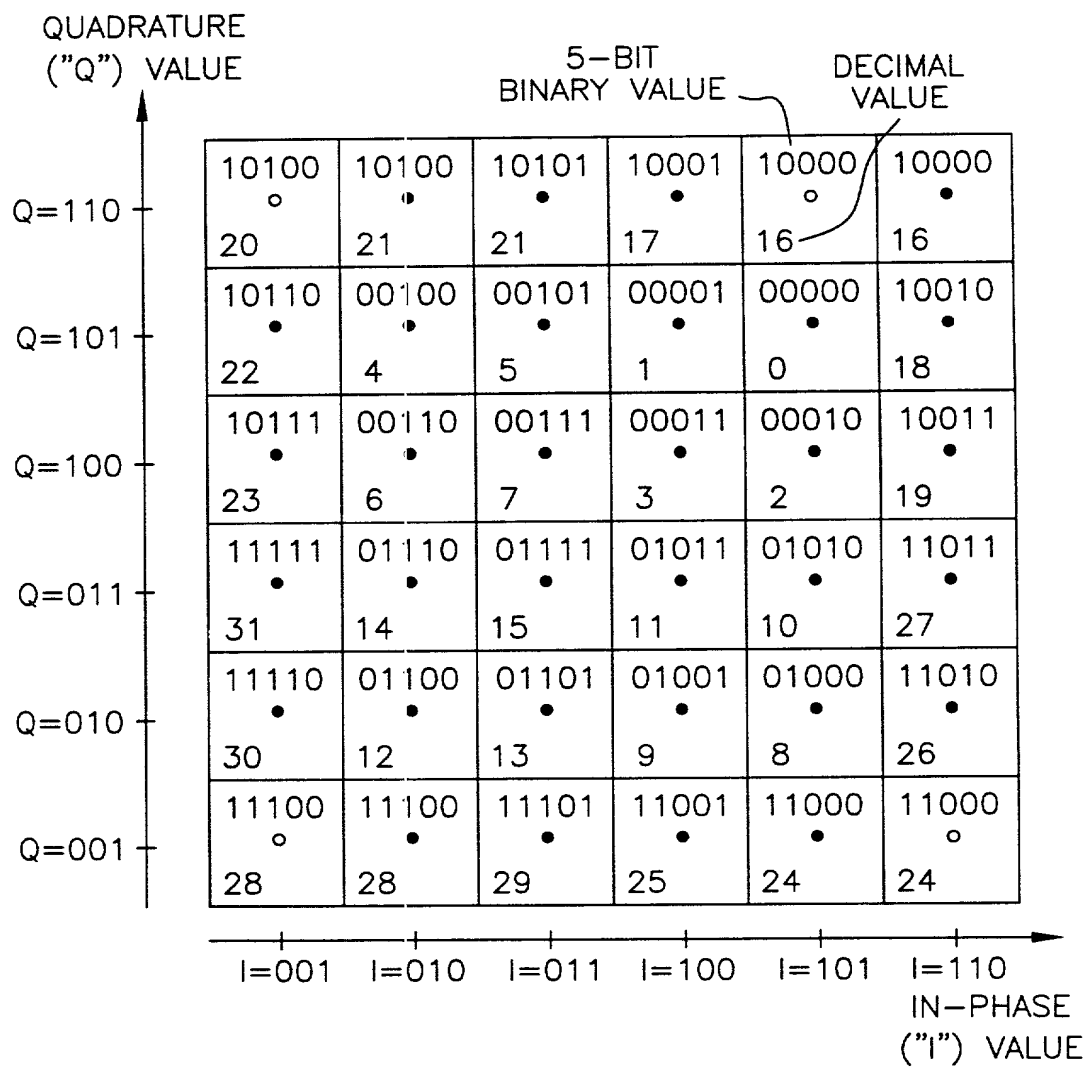 QUADRATURE
("Q") VALUE
5-BIT
BINARY VALUE
DECIMAL
VALUE
10100 10100 10101 10001 10000 10000
Q=110
20 21 21 17 16 16
10110 00100 00101 00001 00000 10010
Q=101
22 4 5 1 0 18
10111 00110 00111 00011 00010 10011
Q=100
23 6 7 3 2 19
11111 01110 01111 01011 01010 11011
Q=011
31 14 15 11 10 27
11110 01100 01101 01001 01000 11010
Q=010
30 12 13 9 8 26
11100 11100 11101 11001 11000 11000
Q=001
28 28 29 25 24 24
I=001 I=010 I=011 I=100 I=101 I=110
IN-PHASE
("I") VALUE